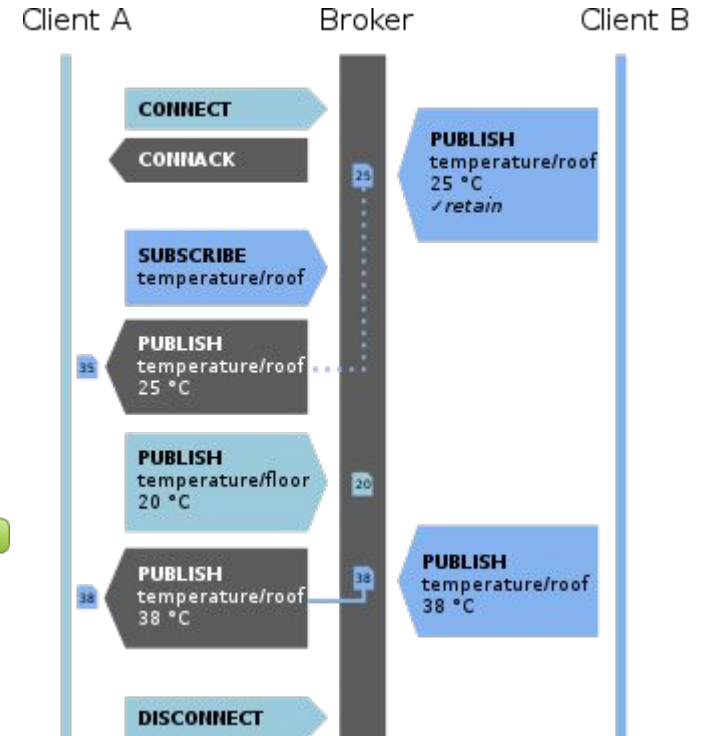 Client A
Broker
Client B
CONNECT
CONNACK
PUBLISH
temperature/roof
25 °C
✓retain
25
SUBSCRIBE
temperature/roof
PUBLISH
temperature/roof
25 °C
35
PUBLISH
temperature/floor
20 °C
20
PUBLISH
temperature/roof
38 °C
38
PUBLISH
temperature/roof
38 °C
38
DISCONNECT